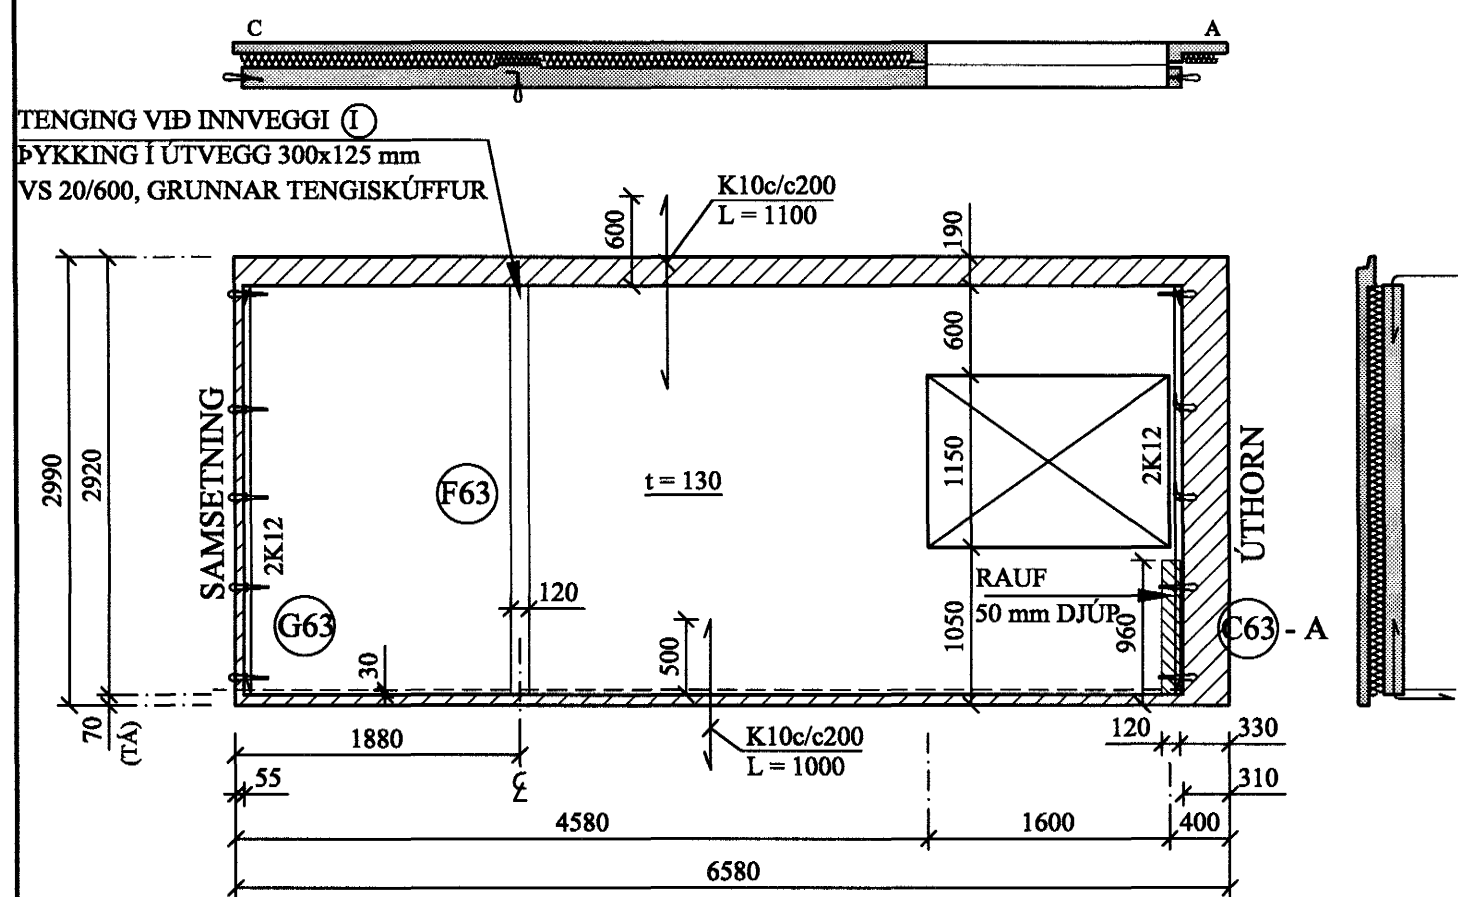 C
A
TENGING VIÐ INNVEGGI I
ÞYKKING Í ÚTVEGG 300x125 mm
VS 20/600, GRUNNAR TENGISKÚFFUR
K10c/c200
L = 1100
600
190
600
2990
2920
SAMSETNING
2K12
F63
t = 130
1150
2K12
ÚTHORN
G63
120
RAUF
50 mm DJÚP
960
1050
C63 - A
30
500
70
(TÁ)
1880
K10c/c200
L = 1000
120
330
55
℄
310
4580
1600
400
6580